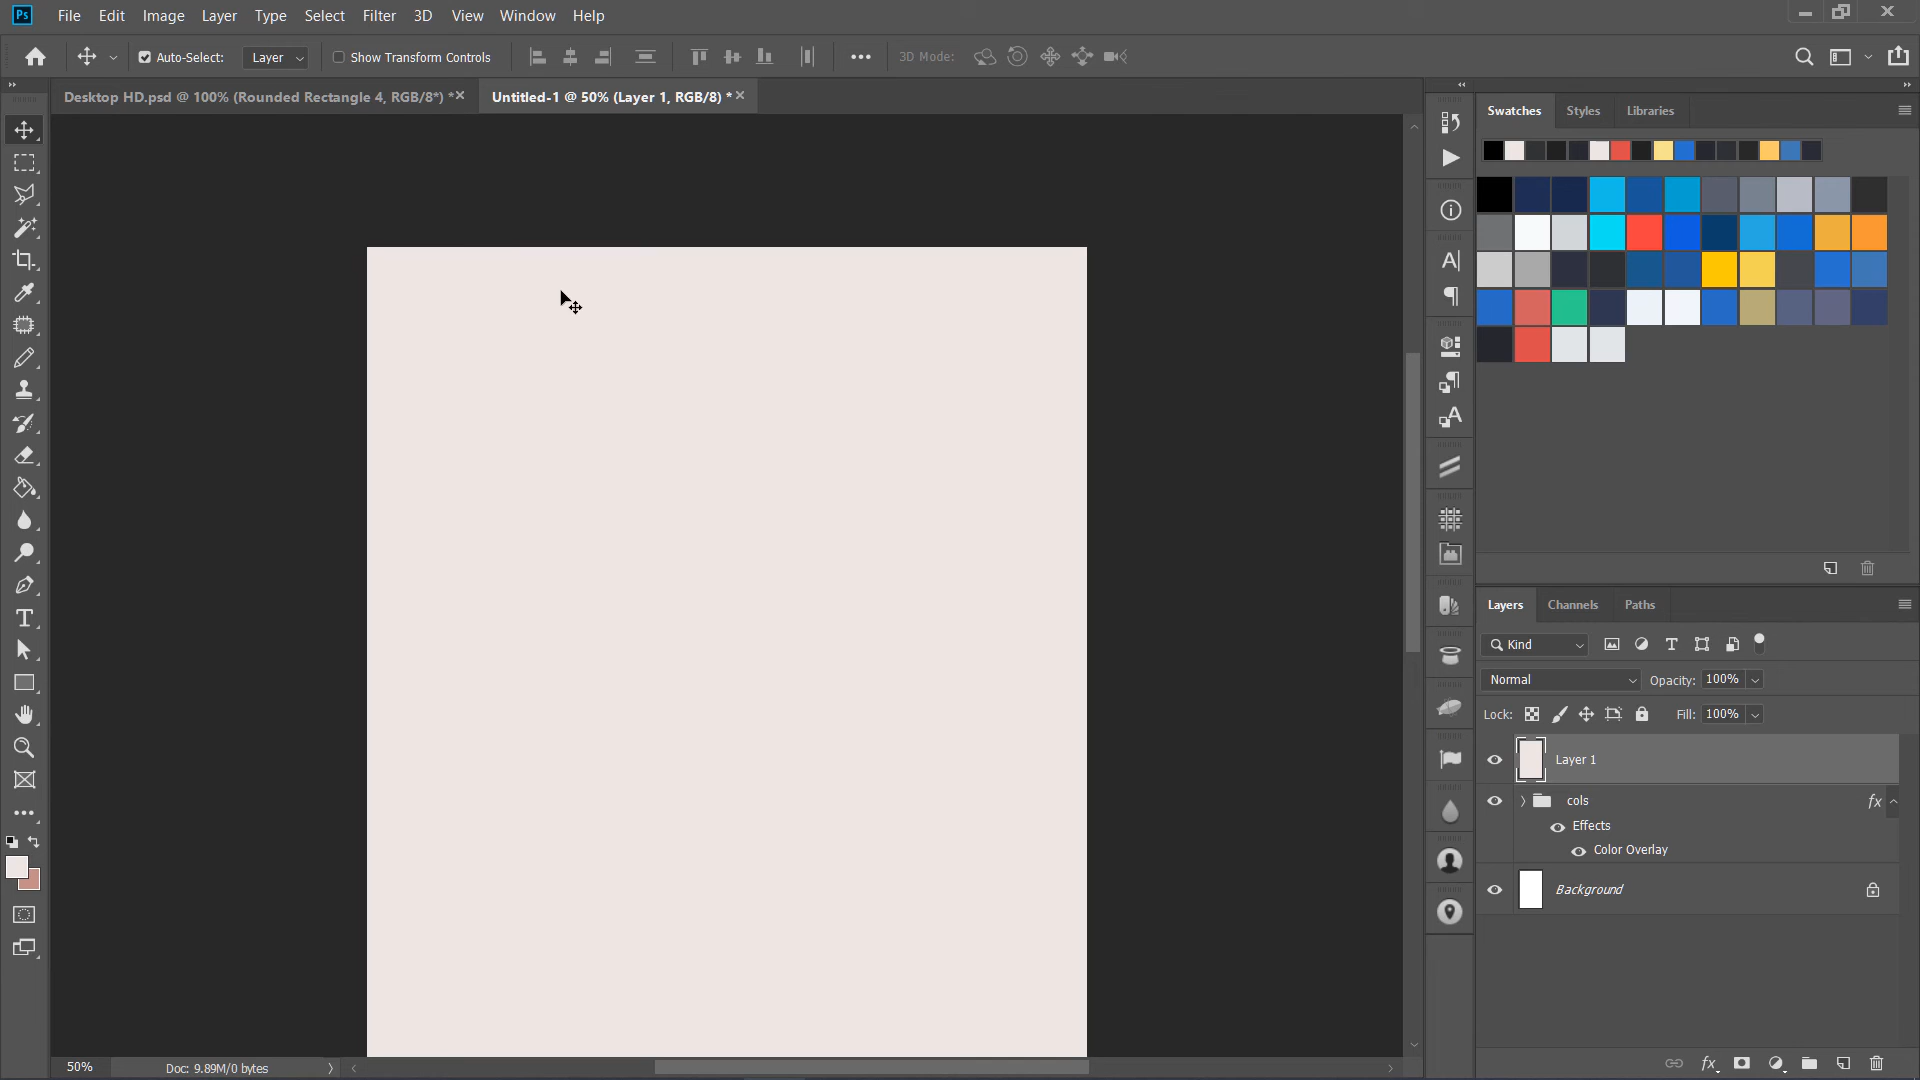 Ps File Edit Image Layer Type Select Filter 3D View Window Help
Auto-Select: Layer Show Transform Controls 3D Mode:
Desktop HD.psd @ 100% (Rounded Rectangle 4, RGB/8*) * Untitled-1 @ 50% (Layer 1, RGB/8) *
Swatches Styles Libraries
Layers Channels Paths
Kind
Normal Opacity: 100%
Lock: Fill: 100%
Layer 1
cols fx
Effects
Color Overlay
Background
50% Doc: 9.89M/0 bytes
fx